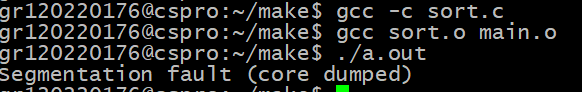 gr120220176@cspro:~/make$ gcc -c sort.c
gr120220176@cspro:~/make$ gcc sort.o main.o
gr120220176@cspro:~/make$ ./a.out
Segmentation fault (core dumped)